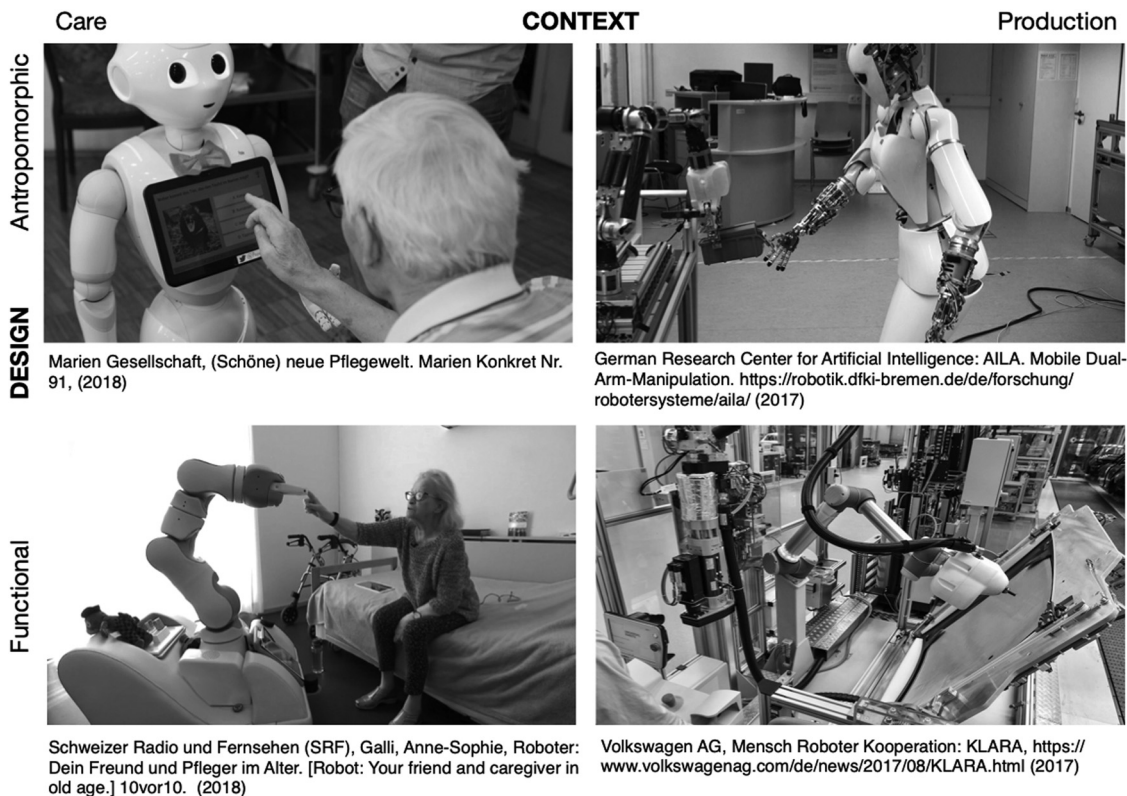 Care
CONTEXT
Production
Antropomorphic
DESIGN
Functional
Marien Gesellschaft, (Schöne) neue Pflegewelt. Marien Konkret Nr.
91, (2018)
German Research Center for Artificial Intelligence: AILA. Mobile Dual-
Arm-Manipulation. https://robotik.dfki-bremen.de/de/forschung/
robotersysteme/aila/ (2017)
Schweizer Radio und Fernsehen (SRF), Galli, Anne-Sophie, Roboter:
Dein Freund und Pfleger im Alter. [Robot: Your friend and caregiver in
old age.] 10vor10.  (2018)
Volkswagen AG, Mensch Roboter Kooperation: KLARA, https://
www.volkswagenag.com/de/news/2017/08/KLARA.html (2017)